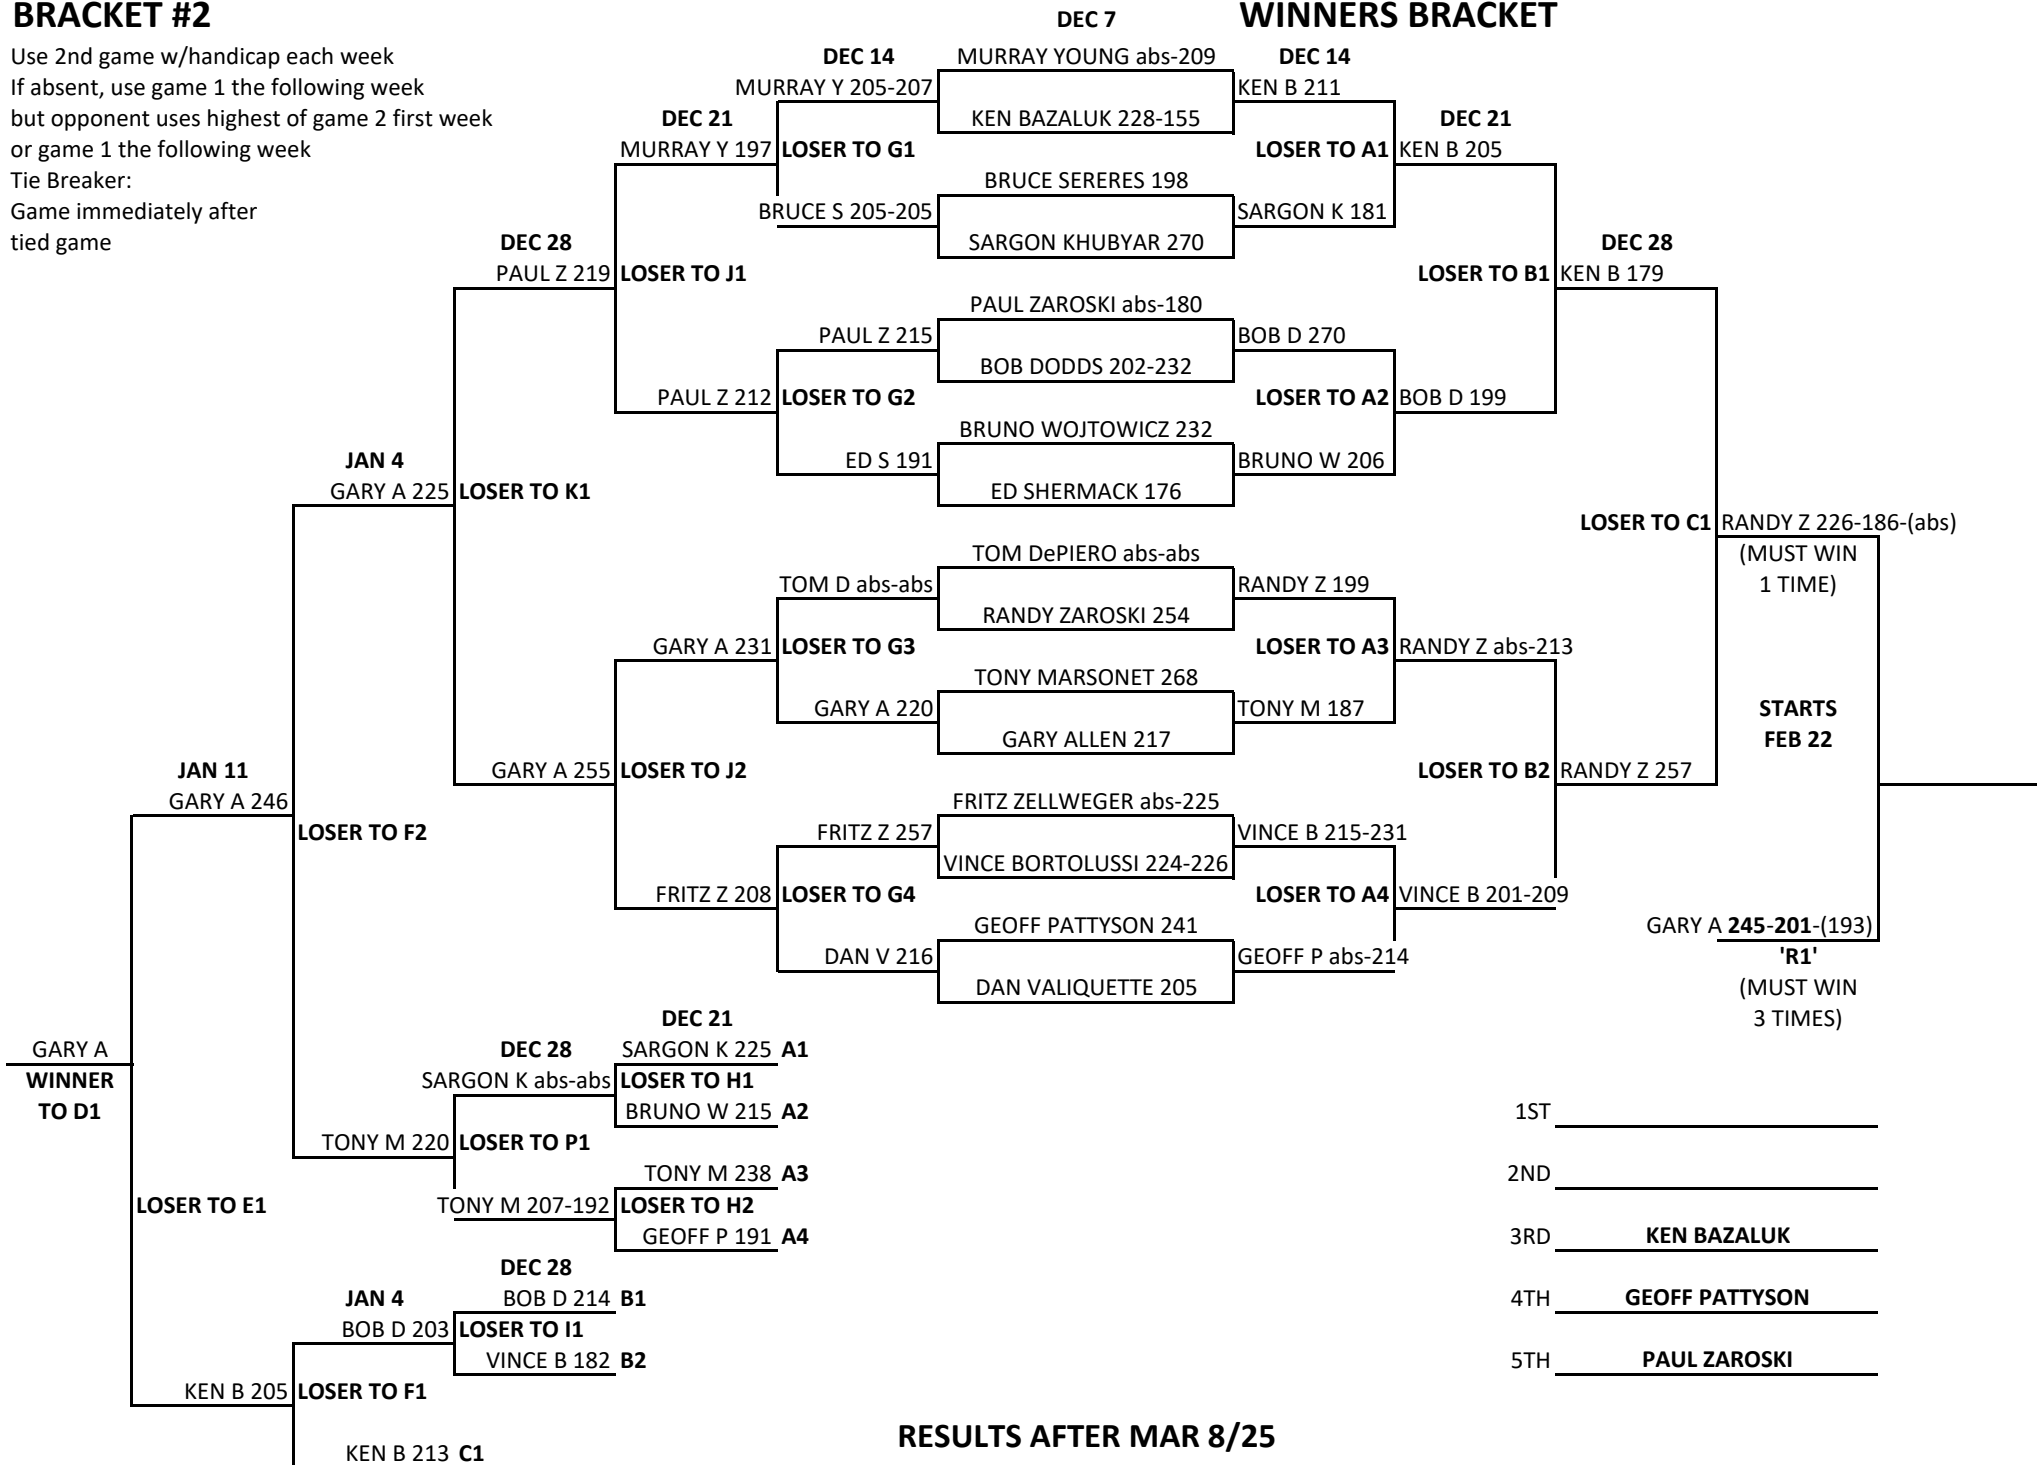 BRACKET #2
DEC 7
WINNERS BRACKET
Use 2nd game w/handicap each week
If absent, use game 1 the following week
but opponent uses highest of game 2 first week
or game 1 the following week
Tie Breaker:
Game immediately after
tied game
DEC 14
MURRAY YOUNG abs-209
DEC 14
MURRAY Y 205-207
KEN B 211
DEC 21
KEN BAZALUK 228-155
DEC 21
MURRAY Y 197
LOSER TO G1
LOSER TO A1
KEN B 205
BRUCE SERERES 198
BRUCE S 205-205
SARGON K 181
DEC 28
SARGON KHUBYAR 270
DEC 28
PAUL Z 219
LOSER TO J1
LOSER TO B1
KEN B 179
PAUL ZAROSKI abs-180
PAUL Z 215
BOB D 270
BOB DODDS 202-232
PAUL Z 212
LOSER TO G2
LOSER TO A2
BOB D 199
BRUNO WOJTOWICZ 232
JAN 4
ED S 191
BRUNO W 206
GARY A 225
LOSER TO K1
ED SHERMACK 176
LOSER TO C1
RANDY Z 226-186-(abs)
TOM DePIERO abs-abs
(MUST WIN
TOM D abs-abs
RANDY Z 199
1 TIME)
RANDY ZAROSKI 254
GARY A 231
LOSER TO G3
LOSER TO A3
RANDY Z abs-213
TONY MARSONET 268
GARY A 220
TONY M 187
STARTS
GARY ALLEN 217
FEB 22
JAN 11
GARY A 255
LOSER TO J2
LOSER TO B2
RANDY Z 257
GARY A 246
FRITZ ZELLWEGER abs-225
LOSER TO F2
FRITZ Z 257
VINCE B 215-231
VINCE BORTOLUSSI 224-226
FRITZ Z 208
LOSER TO G4
LOSER TO A4
VINCE B 201-209
GEOFF PATTYSON 241
GARY A 245-201-(193)
DAN V 216
GEOFF P abs-214
'R1'
DAN VALIQUETTE 205
(MUST WIN
DEC 21
3 TIMES)
GARY A
DEC 28
SARGON K 225 A1
WINNER
SARGON K abs-abs
LOSER TO H1
TO D1
BRUNO W 215 A2
1ST
TONY M 220
LOSER TO P1
TONY M 238 A3
2ND
LOSER TO E1
TONY M 207-192
LOSER TO H2
GEOFF P 191 A4
3RD KEN BAZALUK
DEC 28
JAN 4
BOB D 214 B1
4TH GEOFF PATTYSON
BOB D 203
LOSER TO I1
VINCE B 182 B2
5TH PAUL ZAROSKI
KEN B 205
LOSER TO F1
RESULTS AFTER MAR 8/25
KEN B 213 C1